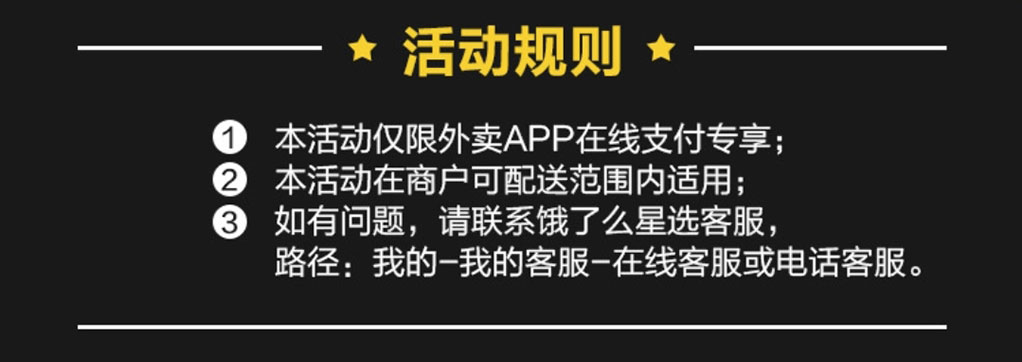 活动规则
1 本活动仅限外卖APP在线支付专享；
2 本活动在商户可配送范围内适用；
3 如有问题，请联系饿了么星选客服，
路径：我的-我的客服-在线客服或电话客服。